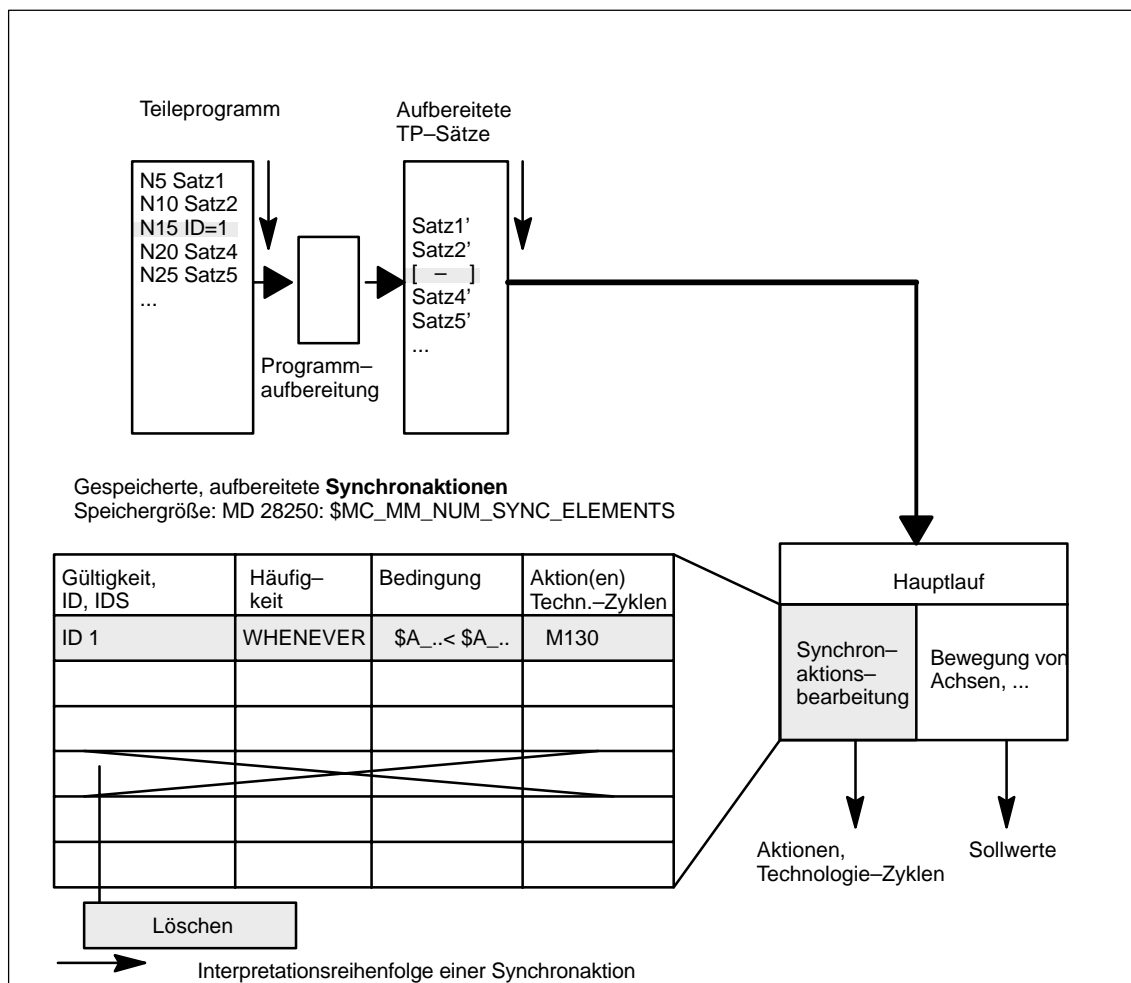 Teileprogramm
Aufbereitete
TP–Sätze
N5 Satz1
N10 Satz2
N15 ID=1
N20 Satz4
N25 Satz5
...
Satz1’
Satz2’
[ – ]
Satz4’
Satz5’
...
Programm–
aufbereitung
Gespeicherte, aufbereitete Synchronaktionen
Speichergröße: MD 28250: $MC_MM_NUM_SYNC_ELEMENTS
Gültigkeit,
ID, IDS
Häufig–
keit
Bedingung
Aktion(en)
Techn.–Zyklen
ID 1
WHENEVER
$A_..< $A_..
M130
Hauptlauf
Synchron–
aktions–
bearbeitung
Bewegung von
Achsen, ...
Aktionen,
Technologie–Zyklen
Sollwerte
Löschen
Interpretationsreihenfolge einer Synchronaktion